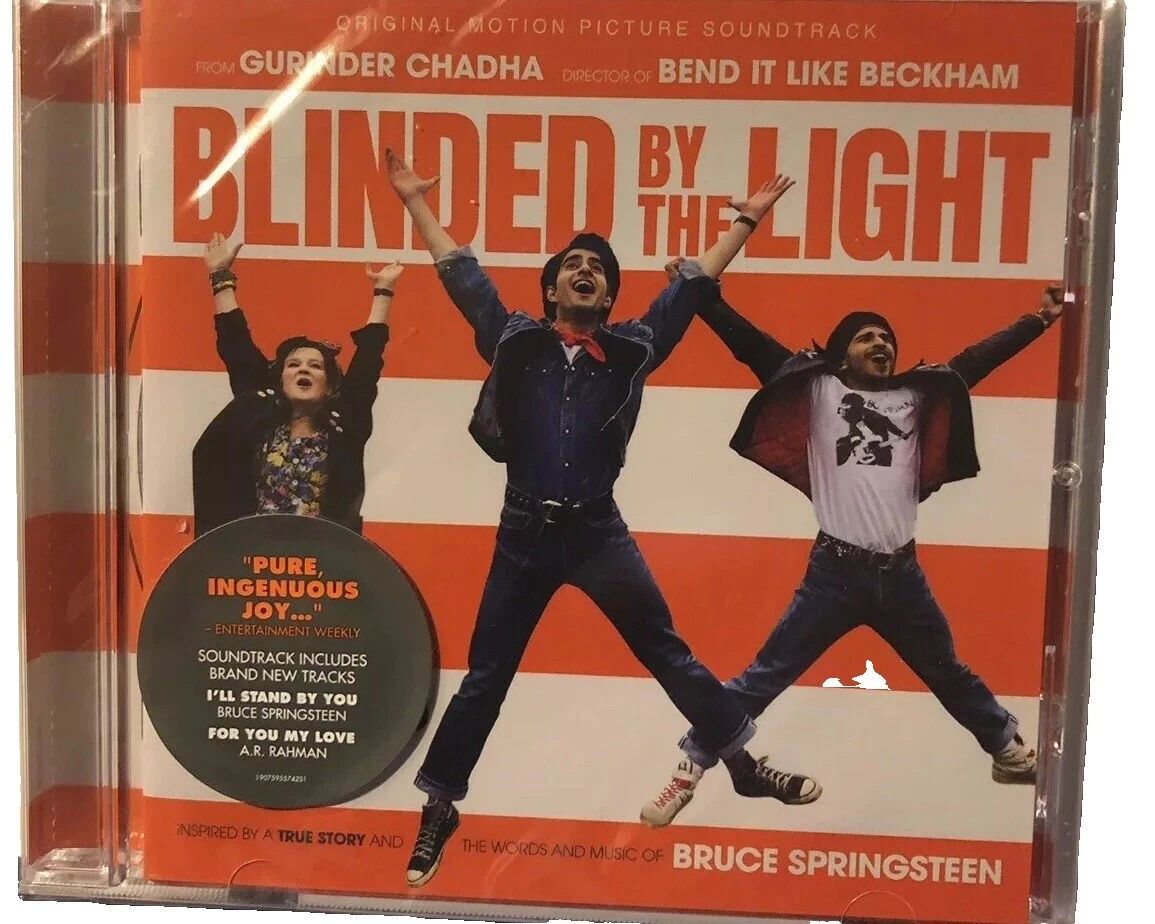 ORIGINAL MOTION PICTURE SOUNDTRACK
FROM GURINDER CHADHA DIRECTOR OF BEND IT LIKE BECKHAM
BLINDED BY THE LIGHT
"PURE,
INGENUOUS
JOY..."
– ENTERTAINMENT WEEKLY
SOUNDTRACK INCLUDES
BRAND NEW TRACKS
I'LL STAND BY YOU
BRUCE SPRINGSTEEN
FOR YOU MY LOVE
A.R. RAHMAN
19075955742S1
INSPIRED BY A TRUE STORY AND THE WORDS AND MUSIC OF BRUCE SPRINGSTEEN